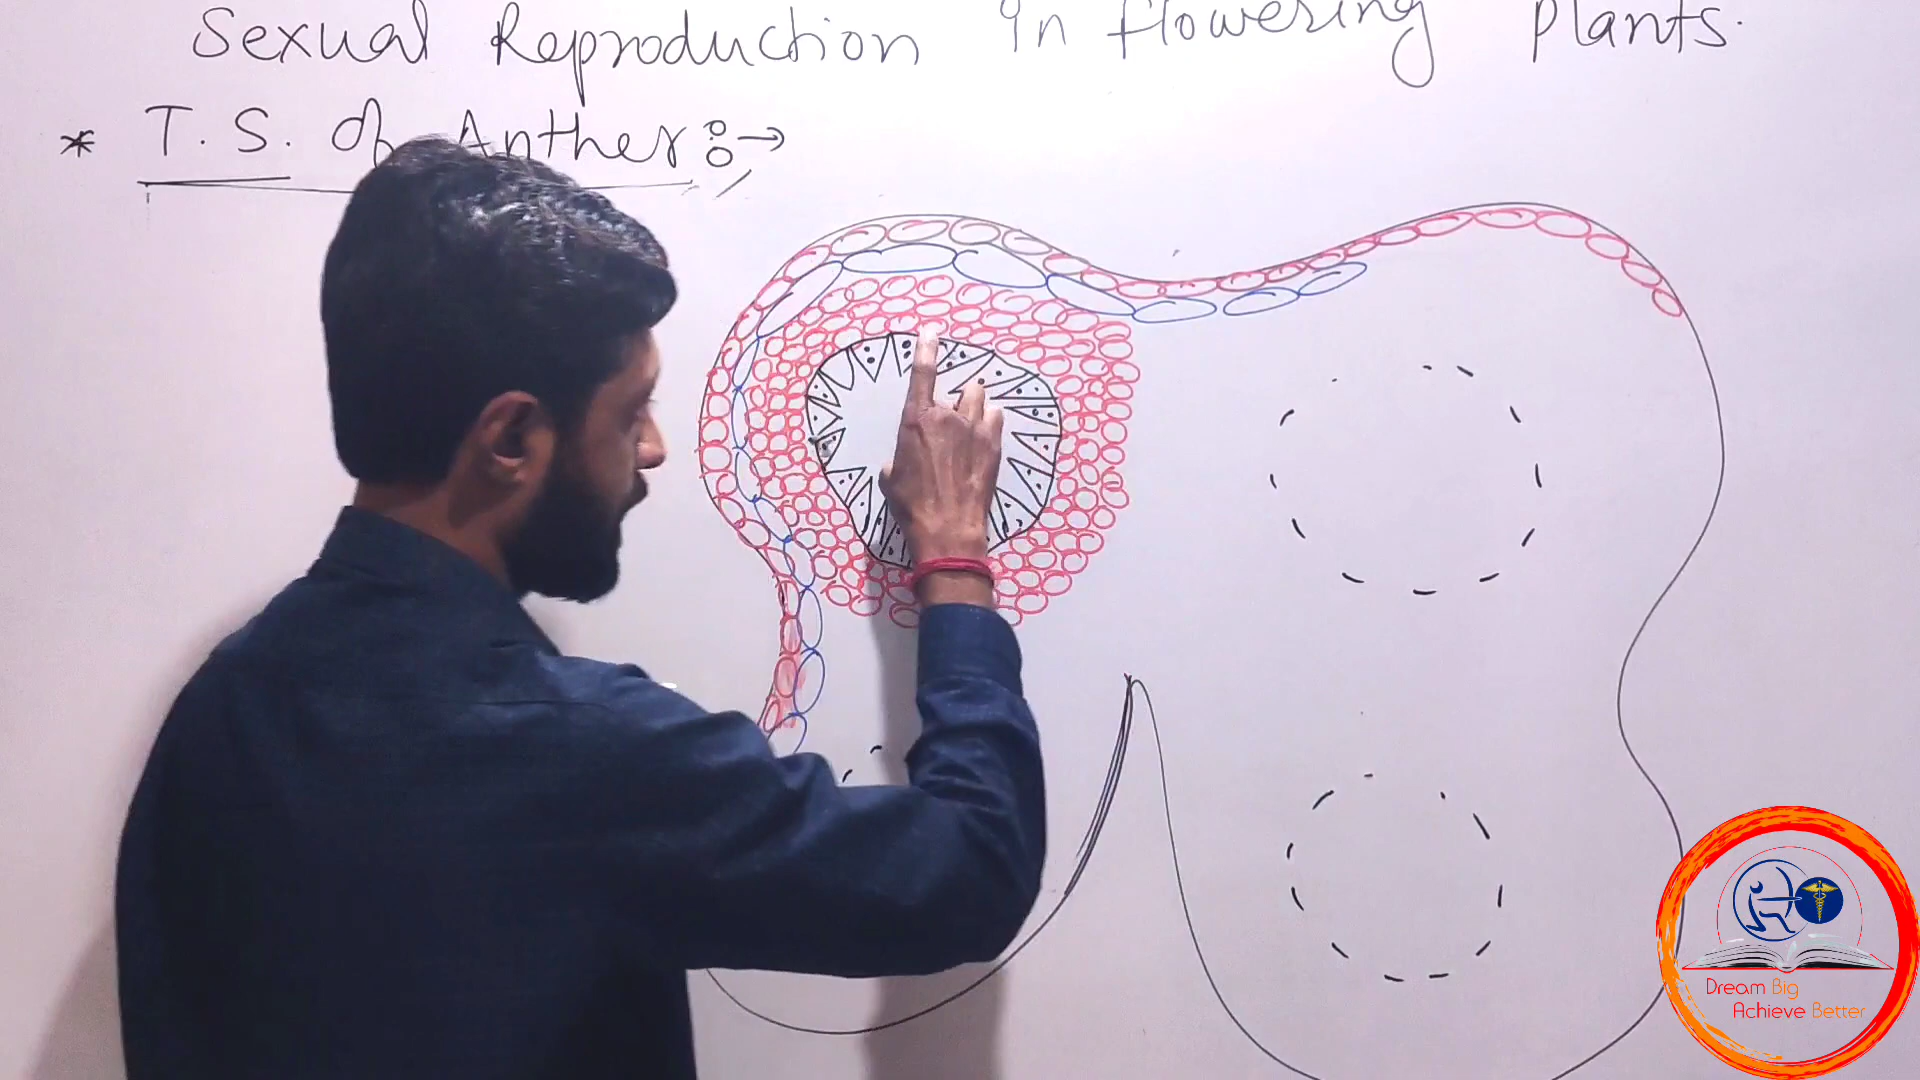 Sexual Reproduction in flowering Plants.
* T.S. of Anther :→
Dream Big
Achieve Better